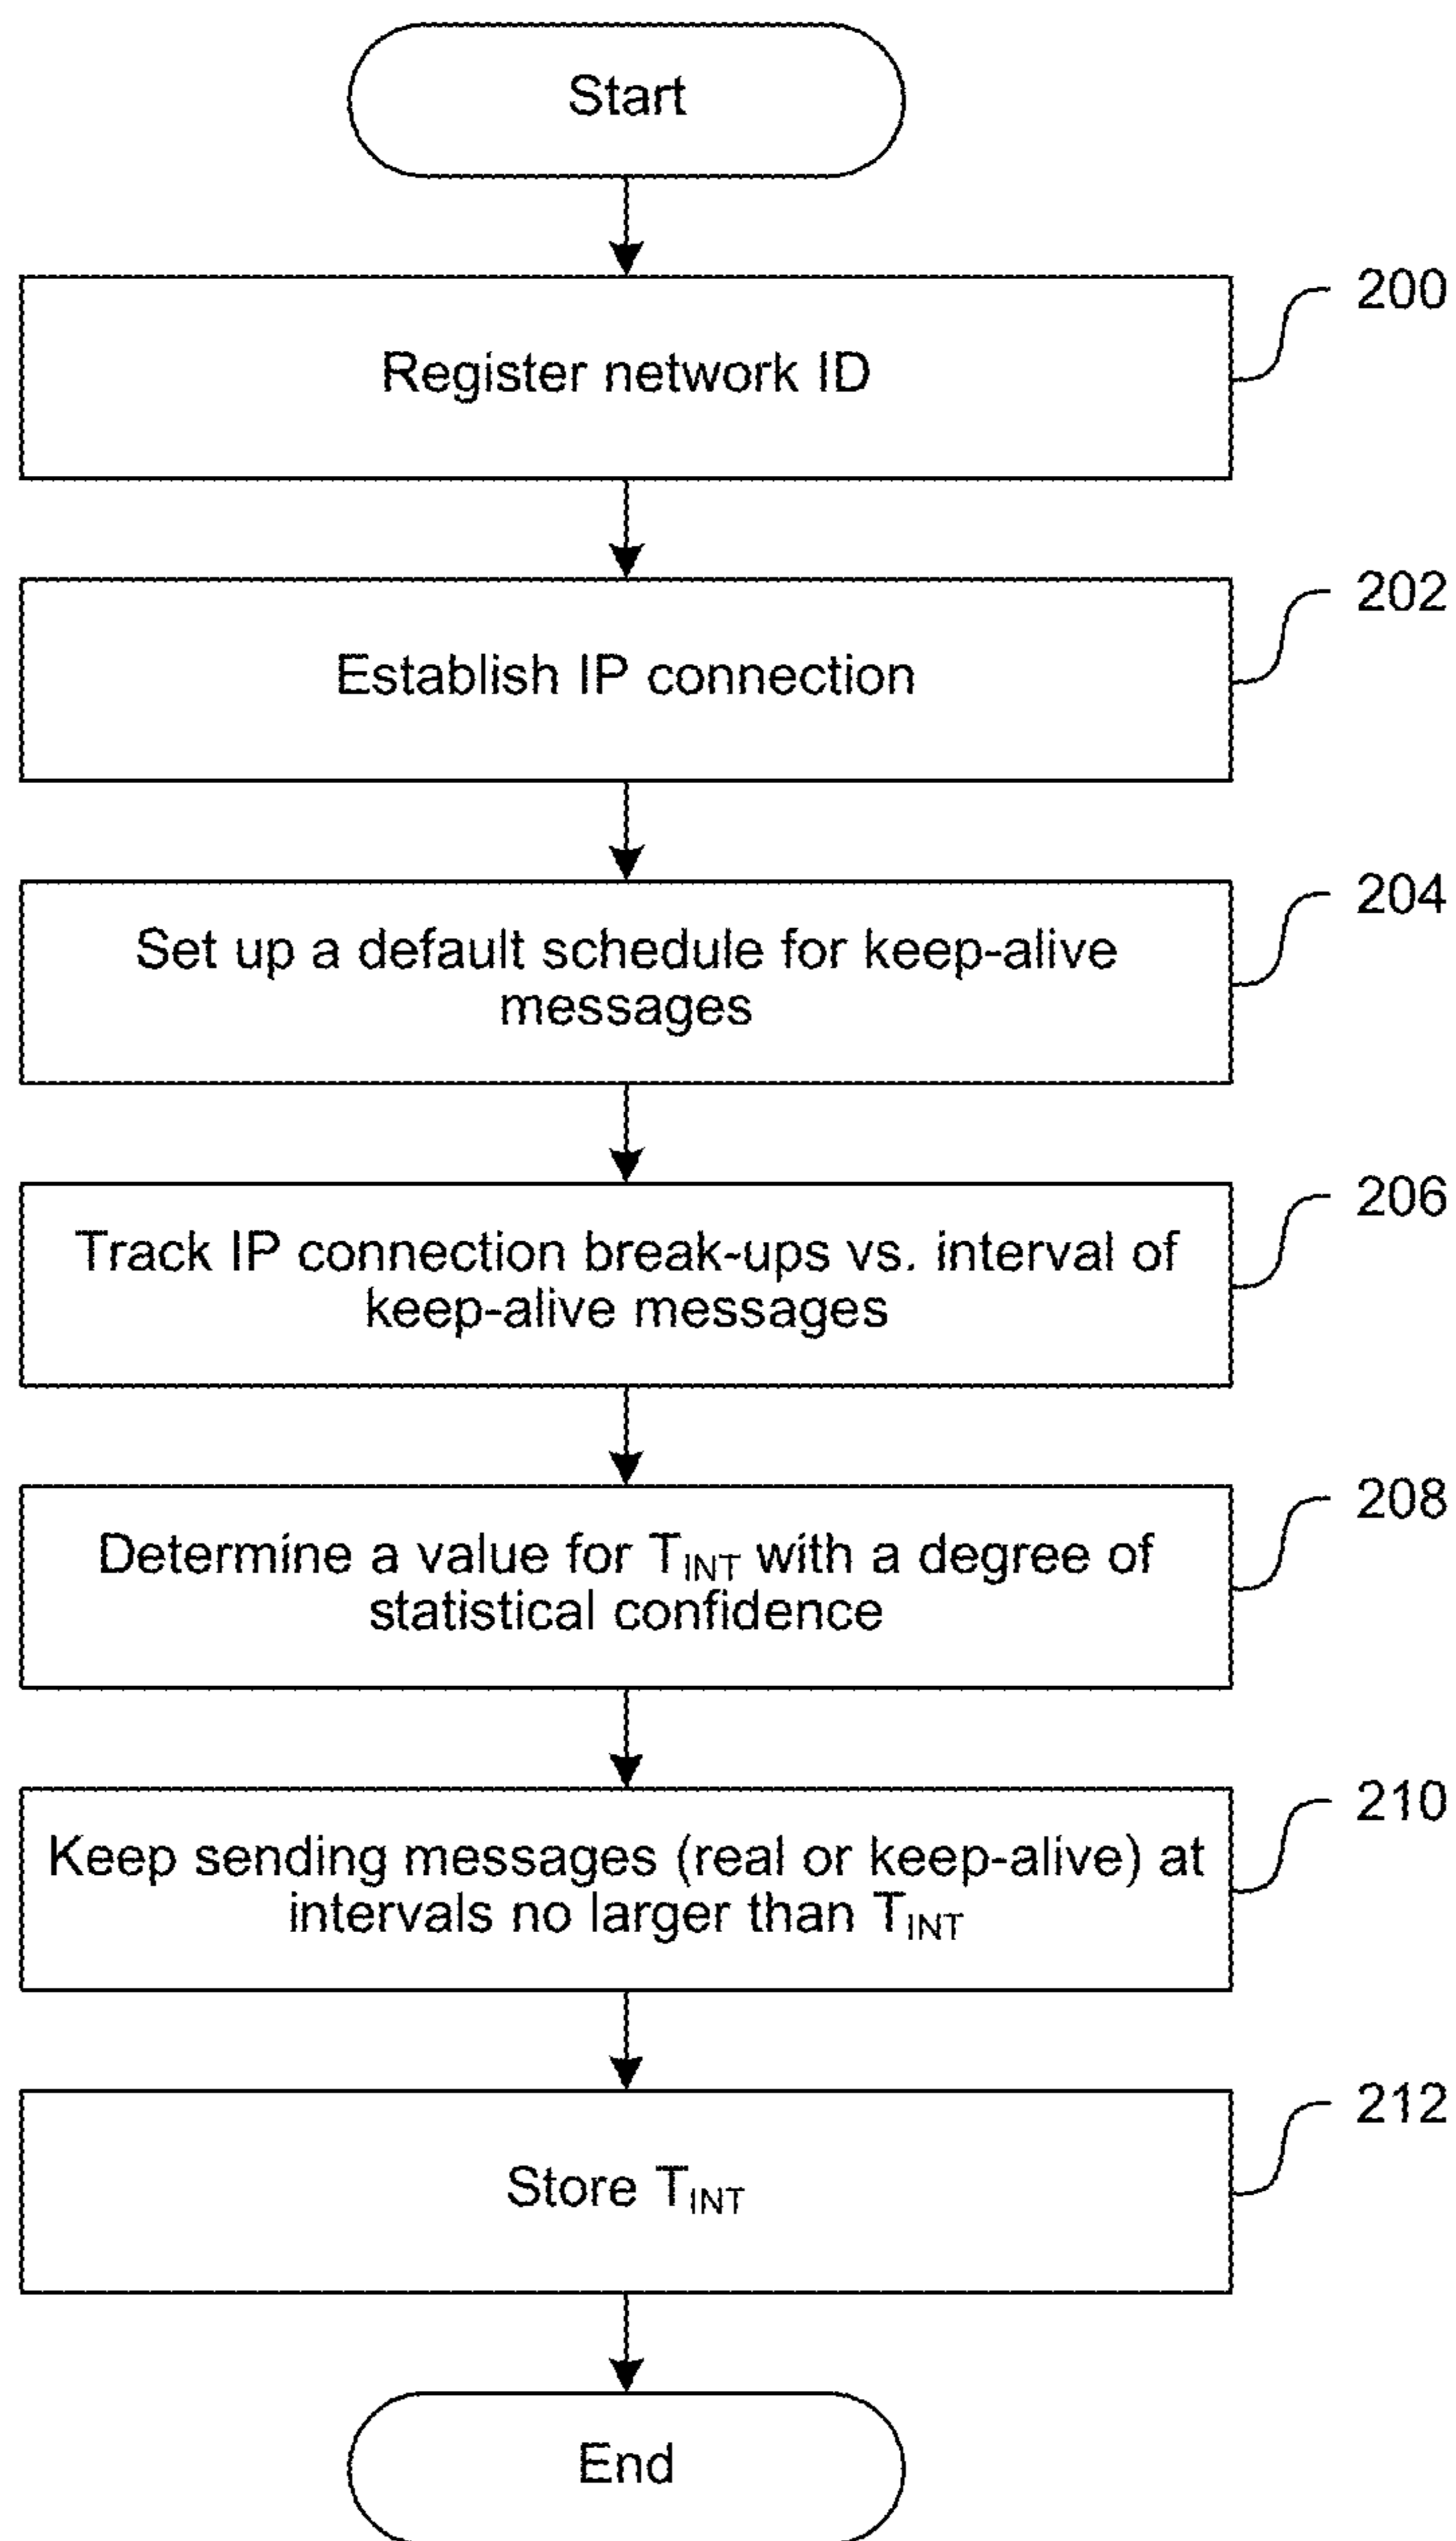 Start
200
Register network ID
202
Establish IP connection
204
Set up a default schedule for keep-alive
messages
206
Track IP connection break-ups vs. interval of
keep-alive messages
208
Determine a value for TINT with a degree of
statistical confidence
210
Keep sending messages (real or keep-alive) at
intervals no larger than TINT
212
Store TINT
End